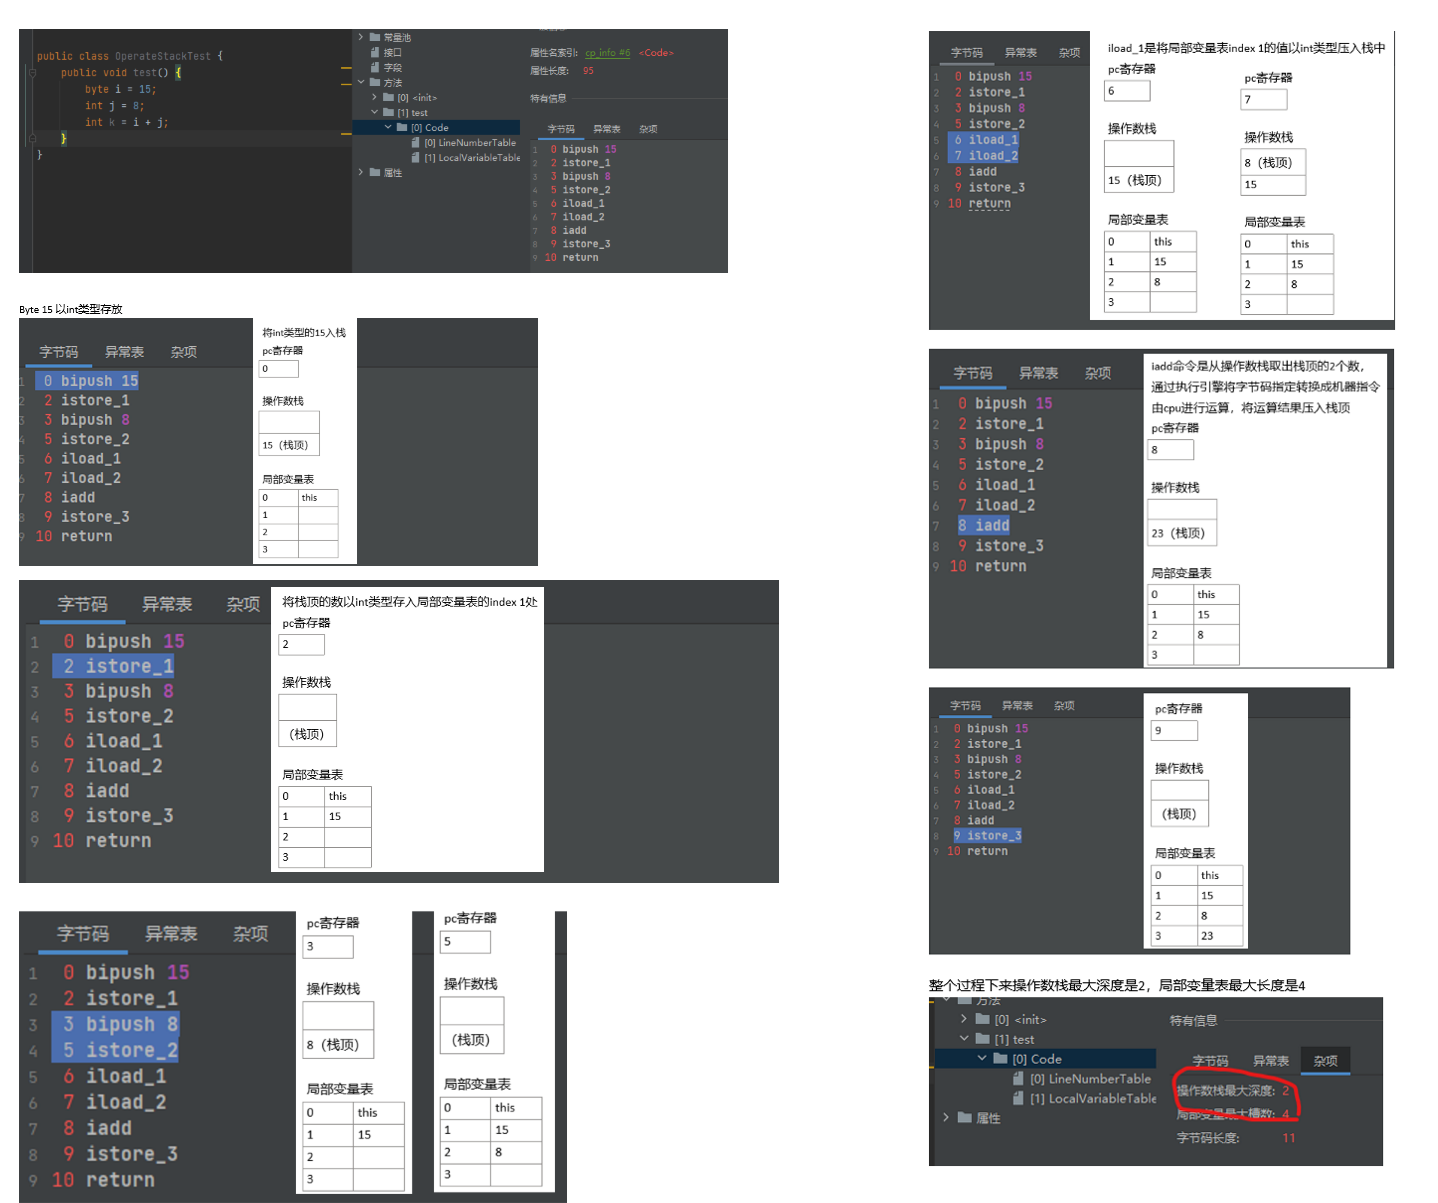 public class OperateStackTest {
public void test() {
byte i = 15;
int j = 8;
int k = i + j;
}
}
常量池
接口
字段
方法
[0] <init>
[1] test
[0] Code
[0] LineNumberTable
[1] LocalVariableTable
属性
属性名索引: cp_info #6 <Code>
属性长度: 95
特有信息
字节码 异常表 杂项
1 0 bipush 15
2 2 istore_1
3 3 bipush 8
4 5 istore_2
5 6 iload_1
6 7 iload_2
7 8 iadd
8 9 istore_3
9 10 return
Byte 15 以int类型存放
字节码 异常表 杂项
1 0 bipush 15
2 2 istore_1
3 3 bipush 8
4 5 istore_2
5 6 iload_1
6 7 iload_2
7 8 iadd
8 9 istore_3
9 10 return
将int类型的15入栈
pc寄存器
0
操作数栈
15（栈顶）
局部变量表
0 this
1
2
3
字节码 异常表 杂项
1 0 bipush 15
2 2 istore_1
3 3 bipush 8
4 5 istore_2
5 6 iload_1
6 7 iload_2
7 8 iadd
8 9 istore_3
9 10 return
将栈顶的数以int类型存入局部变量表的index 1处
pc寄存器
2
操作数栈
（栈顶）
局部变量表
0 this
1 15
2
3
字节码 异常表 杂项
1 0 bipush 15
2 2 istore_1
3 3 bipush 8
4 5 istore_2
5 6 iload_1
6 7 iload_2
7 8 iadd
8 9 istore_3
9 10 return
pc寄存器
3
操作数栈
8（栈顶）
局部变量表
0 this
1 15
2
3
pc寄存器
5
操作数栈
（栈顶）
局部变量表
0 this
1 15
2 8
3
字节码 异常表 杂项
1 0 bipush 15
2 2 istore_1
3 3 bipush 8
4 5 istore_2
5 6 iload_1
6 7 iload_2
7 8 iadd
8 9 istore_3
9 10 return
iload_1是将局部变量表index 1的值以int类型压入栈中
pc寄存器
6
操作数栈
15（栈顶）
局部变量表
0 this
1 15
2 8
3
pc寄存器
7
操作数栈
8（栈顶）
15
局部变量表
0 this
1 15
2 8
3
字节码 异常表 杂项
1 0 bipush 15
2 2 istore_1
3 3 bipush 8
4 5 istore_2
5 6 iload_1
6 7 iload_2
7 8 iadd
8 9 istore_3
9 10 return
iadd命令是从操作数栈取出栈顶的2个数，
通过执行引擎将字节码指定转换成机器指令
由cpu进行运算，将运算结果压入栈顶
pc寄存器
8
操作数栈
23（栈顶）
局部变量表
0 this
1 15
2 8
3
字节码 异常表 杂项
1 0 bipush 15
2 2 istore_1
3 3 bipush 8
4 5 istore_2
5 6 iload_1
6 7 iload_2
7 8 iadd
8 9 istore_3
9 10 return
pc寄存器
9
操作数栈
（栈顶）
局部变量表
0 this
1 15
2 8
3 23
整个过程下来操作数栈最大深度是2，局部变量表最大长度是4
方法
[0] <init>
[1] test
[0] Code
[0] LineNumberTable
[1] LocalVariableTable
属性
特有信息
字节码 异常表 杂项
操作数栈最大深度: 2
局部变量最大槽数: 4
字节码长度: 11